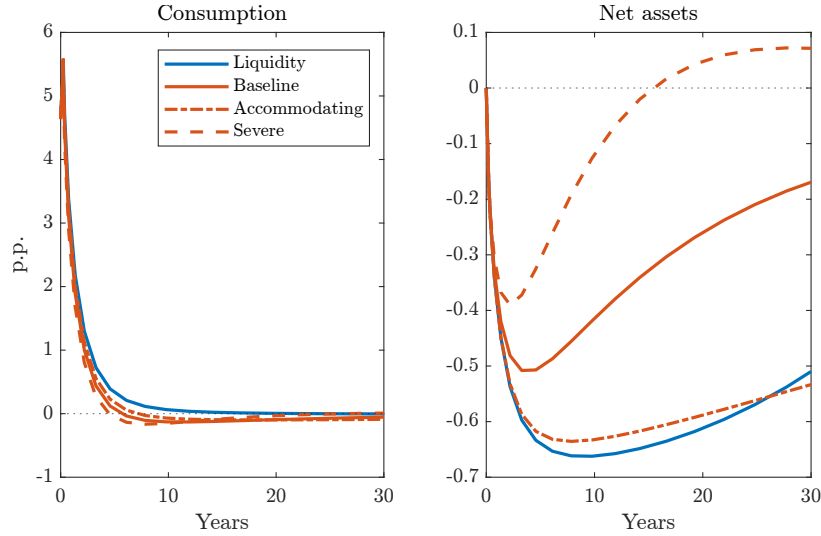 Consumption
6
5
4
3
2
1
0
-1
p.p.
0
10
20
30
Years
Liquidity
Baseline
Accommodating
Severe
Net assets
0.1
0
-0.1
-0.2
-0.3
-0.4
-0.5
-0.6
-0.7
0
10
20
30
Years